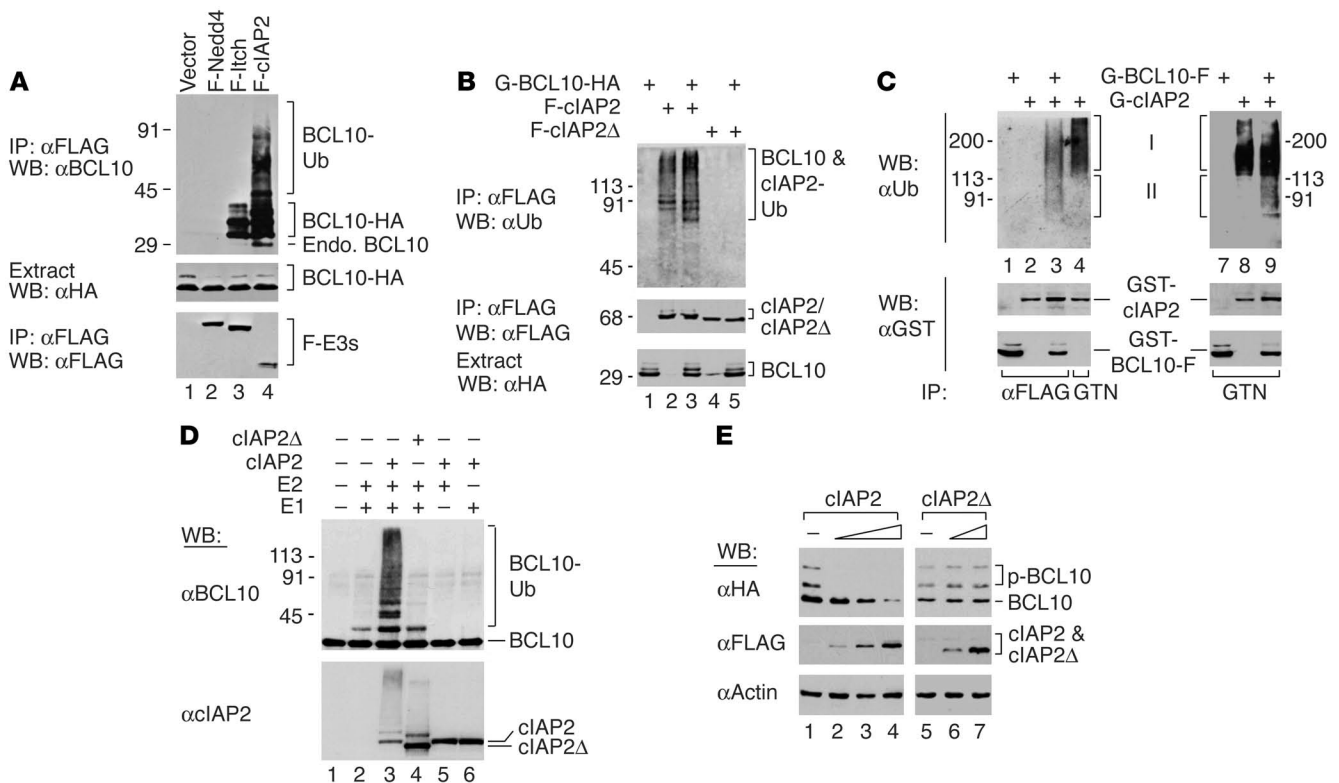 A
Vector
F-Nedd4
F-Itch
F-cIAP2
IP: αFLAG
WB: αBCL10
91 -
45 -
29 -
BCL10-
Ub
BCL10-HA
Endo. BCL10
Extract
WB: αHA
BCL10-HA
IP: αFLAG
WB: αFLAG
F-E3s
1 2 3 4
B
G-BCL10-HA + + +
F-cIAP2 + +
F-cIAP2Δ + +
IP: αFLAG
WB: αUb
113 -
91 -
45 -
BCL10 &
cIAP2-
Ub
IP: αFLAG
WB: αFLAG
68 -
cIAP2/
cIAP2Δ
Extract
WB: αHA
29 -
BCL10
1 2 3 4 5
C
+ + G-BCL10-F + +
+ + + G-cIAP2 + +
WB:
αUb
200 -
113 -
91 -
I
II
-200
-113
-91
1 2 3 4 7 8 9
WB:
αGST
GST-
cIAP2
GST-
BCL10-F
IP: αFLAG GTN GTN
D
cIAP2Δ – – – + – –
cIAP2 – – + – + +
E2 – + + + + –
E1 – + + + – +
WB:
αBCL10
113 -
91 -
45 -
BCL10-
Ub
BCL10
αcIAP2
cIAP2
cIAP2Δ
1 2 3 4 5 6
E
cIAP2 cIAP2Δ
– –
WB:
αHA
p-BCL10
BCL10
αFLAG
cIAP2 &
cIAP2Δ
αActin
1 2 3 4 5 6 7